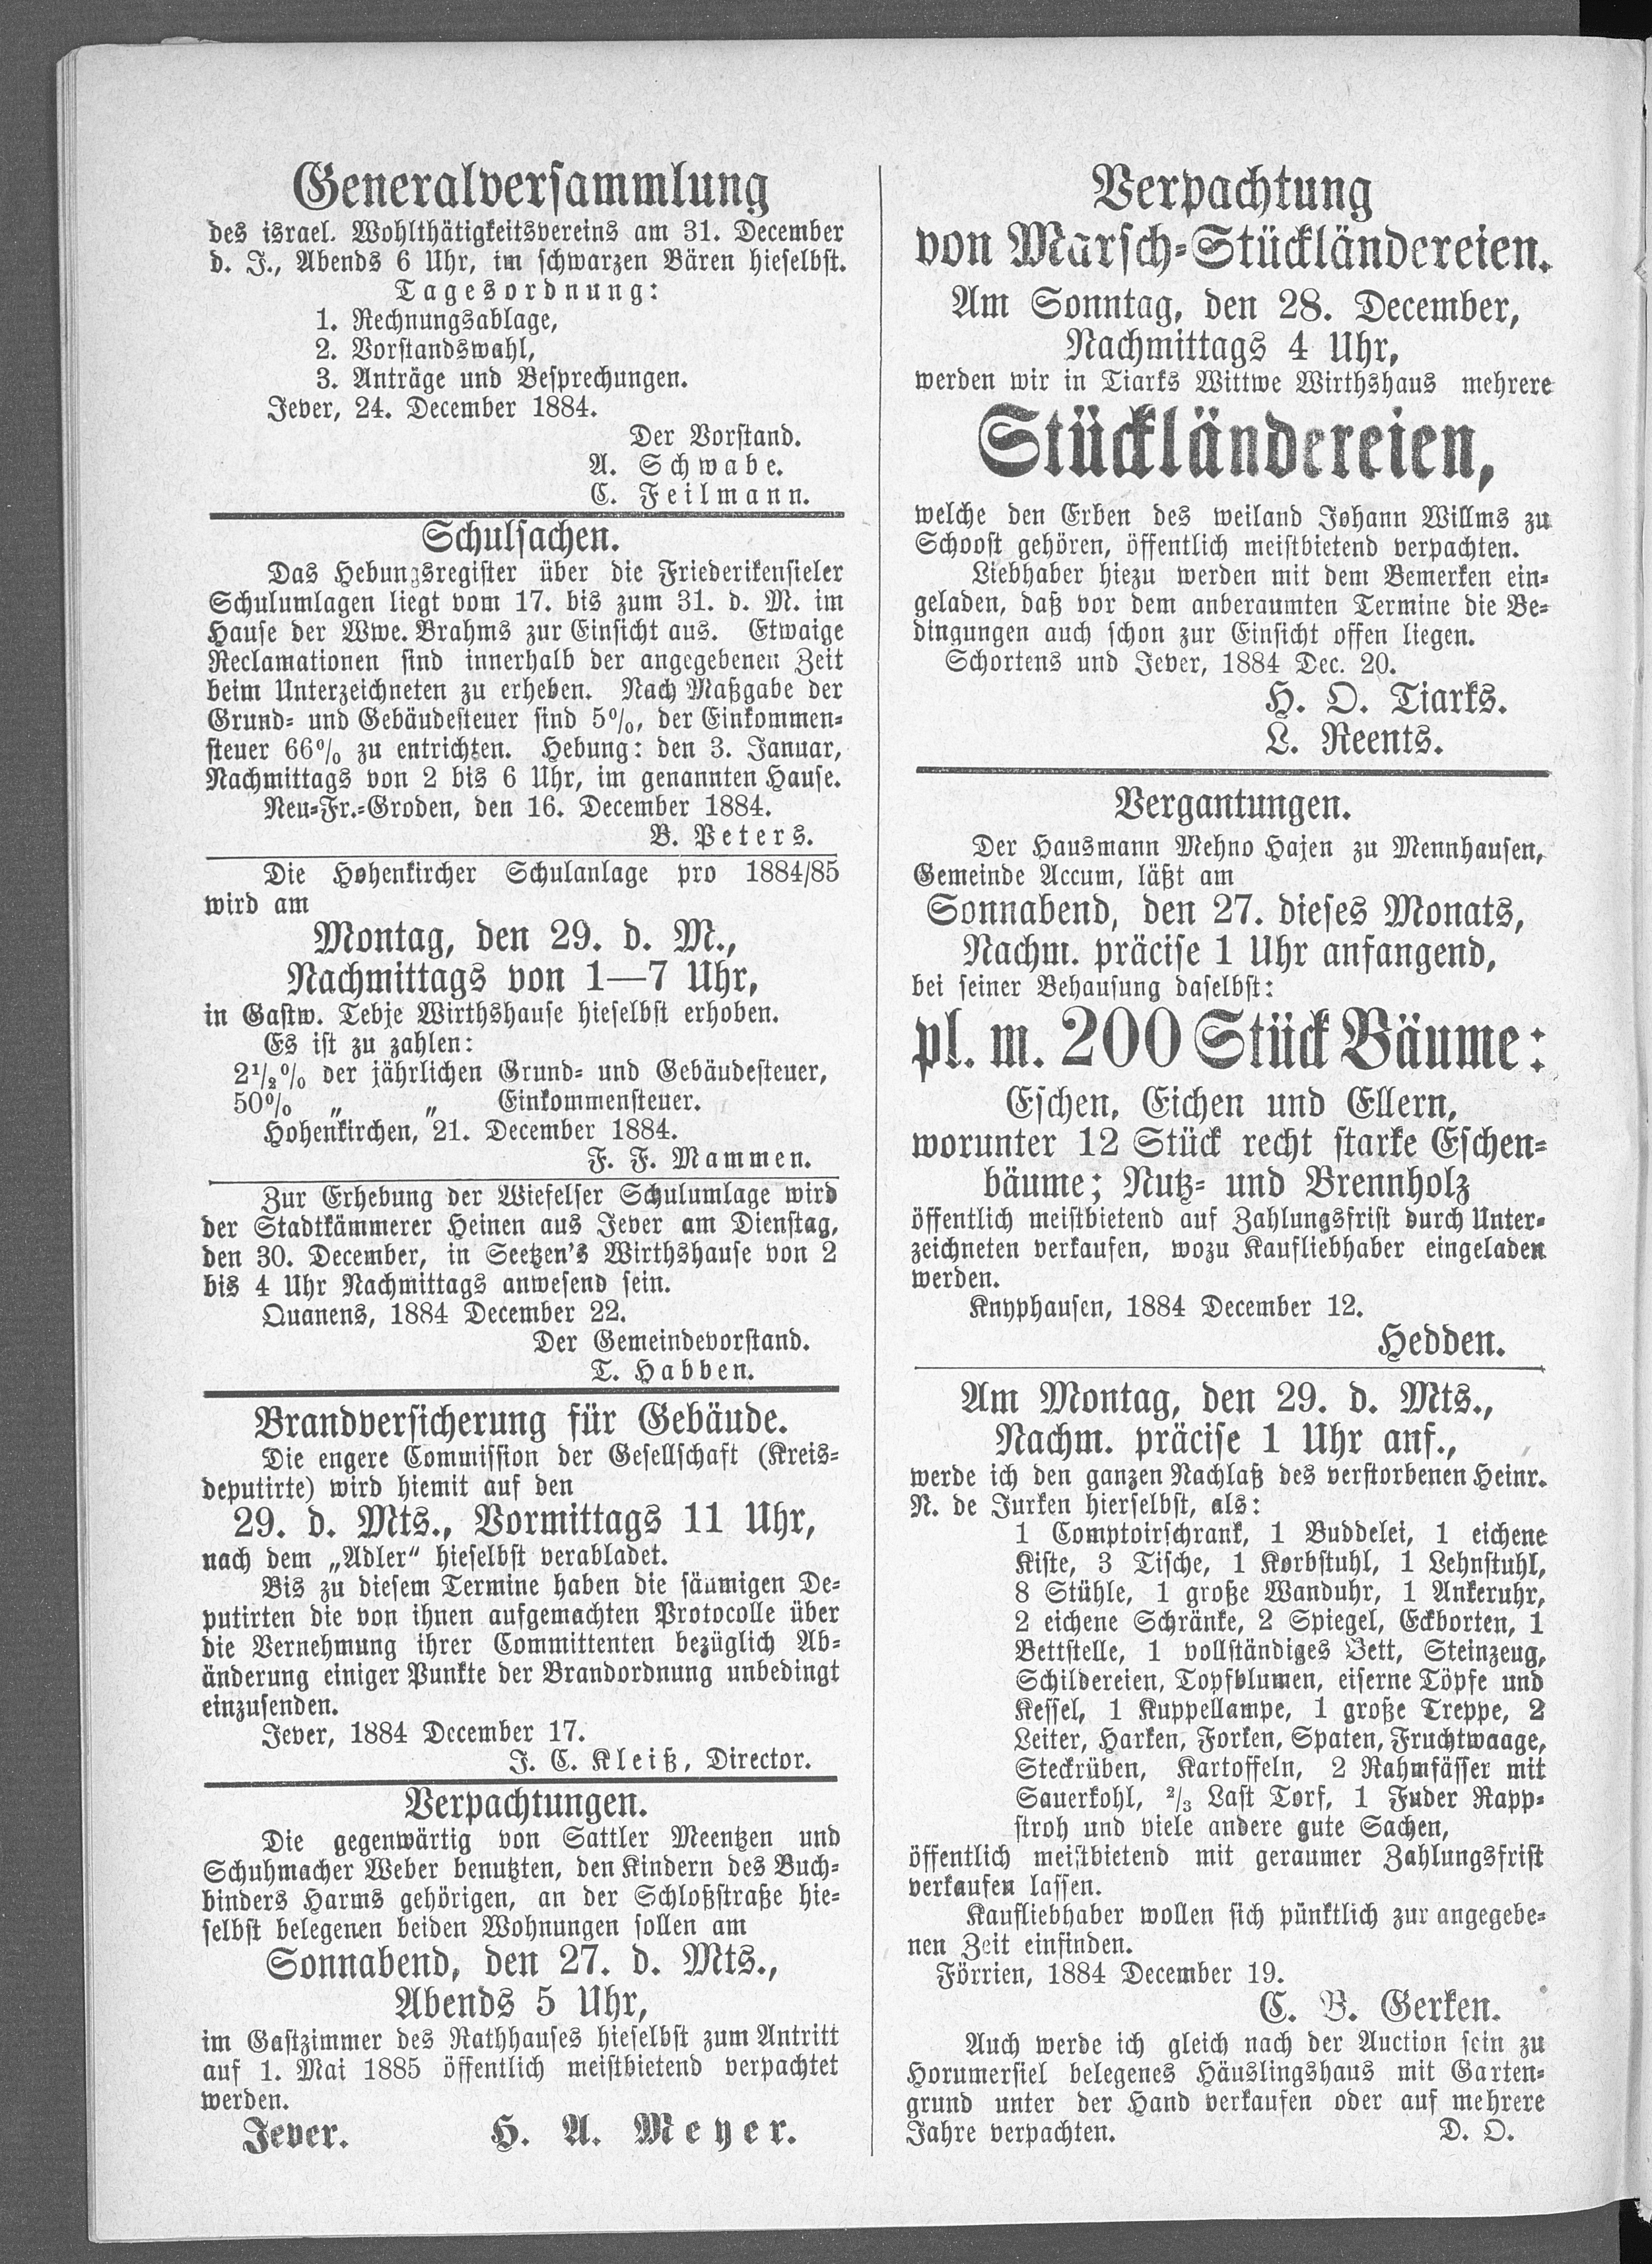 Generalversammlung
des israel. Wohlthätigkeitsvereins am 31. December
d. J., Abends 6 Uhr, im schwarzen Bären hieselbst.
Tagesordnung:
1. Rechnungsablage,
2. Vorstandswahl,
3. Anträge und Besprechungen.
Jever, 24. December 1884.
Der Vorstand.
A. Schwabe.
C. Feilmann.
Schulsachen.
Das Hebungsregister über die Friederikensieler
Schulumlagen liegt vom 17. bis zum 31. d. M. im
Hause der Wwe. Brahms zur Einsicht aus. Etwaige
Reclamationen sind innerhalb der angegebenen Zeit
beim Unterzeichneten zu erheben. Nach Maßgabe der
Grund- und Gebäudesteuer sind 5%, der Einkommen-
steuer 66% zu entrichten. Hebung: den 3. Januar,
Nachmittags von 2 bis 6 Uhr, im genannten Hause.
Neu-Fr.-Groden, den 16. December 1884.
B. Peters.
Die Hohenkircher Schulanlage pro 1884/85
wird am
Montag, den 29. d. M.,
Nachmittags von 1—7 Uhr,
in Gastw. Tebje Wirthshause hieselbst erhoben.
Es ist zu zahlen:
2 1/2 % der jährlichen Grund- und Gebäudesteuer,
50% „ „ Einkommensteuer.
Hohenkirchen, 21. December 1884.
F. F. Mammen.
Zur Erhebung der Wiefelser Schulumlage wird
der Stadtkämmerer Heinen aus Jever am Dienstag,
den 30. December, in Seetzen's Wirthshause von 2
bis 4 Uhr Nachmittags anwesend sein.
Quanens, 1884 December 22.
Der Gemeindevorstand.
T. Habben.
Brandversicherung für Gebäude.
Die engere Commission der Gesellschaft (Kreis-
deputirte) wird hiemit auf den
29. d. Mts., Vormittags 11 Uhr,
nach dem „Adler“ hieselbst verabladet.
Bis zu diesem Termine haben die säumigen De-
putirten die von ihnen aufgemachten Protocolle über
die Vernehmung ihrer Committenten bezüglich Ab-
änderung einiger Punkte der Brandordnung unbedingt
einzusenden.
Jever, 1884 December 17.
J. C. Kleiß, Director.
Verpachtungen.
Die gegenwärtig von Sattler Meentzen und
Schuhmacher Weber benutzten, den Kindern des Buch-
binders Harms gehörigen, an der Schloßstraße hie-
selbst belegenen beiden Wohnungen sollen am
Sonnabend, den 27. d. Mts.,
Abends 5 Uhr,
im Gastzimmer des Rathhauses hieselbst zum Antritt
auf 1. Mai 1885 öffentlich meistbietend verpachtet
werden.
Jever. H. A. Meyer.
Verpachtung
von Marsch-Stückländereien.
Am Sonntag, den 28. December,
Nachmittags 4 Uhr,
werden wir in Tiarks Wittwe Wirthshaus mehrere
Stückländereien,
welche den Erben des weiland Johann Willms zu
Schoost gehören, öffentlich meistbietend verpachten.
Liebhaber hiezu werden mit dem Bemerken ein-
geladen, daß vor dem anberaumten Termine die Be-
dingungen auch schon zur Einsicht offen liegen.
Schortens und Jever, 1884 Dec. 20.
H. O. Tiarks.
L. Reents.
Vergantungen.
Der Hausmann Mehno Hajen zu Mennhausen,
Gemeinde Accum, läßt am
Sonnabend, den 27. dieses Monats,
Nachm. präcise 1 Uhr anfangend,
bei seiner Behausung daselbst:
pl. m. 200 Stück Bäume:
Eschen, Eichen und Ellern,
worunter 12 Stück recht starke Eschen-
bäume; Nutz- und Brennholz
öffentlich meistbietend auf Zahlungsfrist durch Unter-
zeichneten verkaufen, wozu Kaufliebhaber eingeladen
werden.
Knyphausen, 1884 December 12.
Hedden.
Am Montag, den 29. d. Mts.,
Nachm. präcise 1 Uhr anf.,
werde ich den ganzen Nachlaß des verstorbenen Heinr.
N. de Jurken hierselbst, als:
1 Comptoirschrank, 1 Buddelei, 1 eichene
Kiste, 3 Tische, 1 Korbstuhl, 1 Lehnstuhl,
8 Stühle, 1 große Wanduhr, 1 Ankeruhr,
2 eichene Schränke, 2 Spiegel, Eckborten, 1
Bettstelle, 1 vollständiges Bett, Steinzeug,
Schildereien, Topfblumen, eiserne Töpfe und
Kessel, 1 Kuppellampe, 1 große Treppe, 2
Leiter, Harken, Forken, Spaten, Fruchtwaage,
Steckrüben, Kartoffeln, 2 Rahmfässer mit
Sauerkohl, 2/3 Last Torf, 1 Fuder Rapp-
stroh und viele andere gute Sachen,
öffentlich meistbietend mit geraumer Zahlungsfrist
verkaufen lassen.
Kaufliebhaber wollen sich pünktlich zur angegebe-
nen Zeit einfinden.
Förrien, 1884 December 19.
C. B. Gerken.
Auch werde ich gleich nach der Auction sein zu
Horumersiel belegenes Häuslingshaus mit Garten-
grund unter der Hand verkaufen oder auf mehrere
Jahre verpachten. D. O.